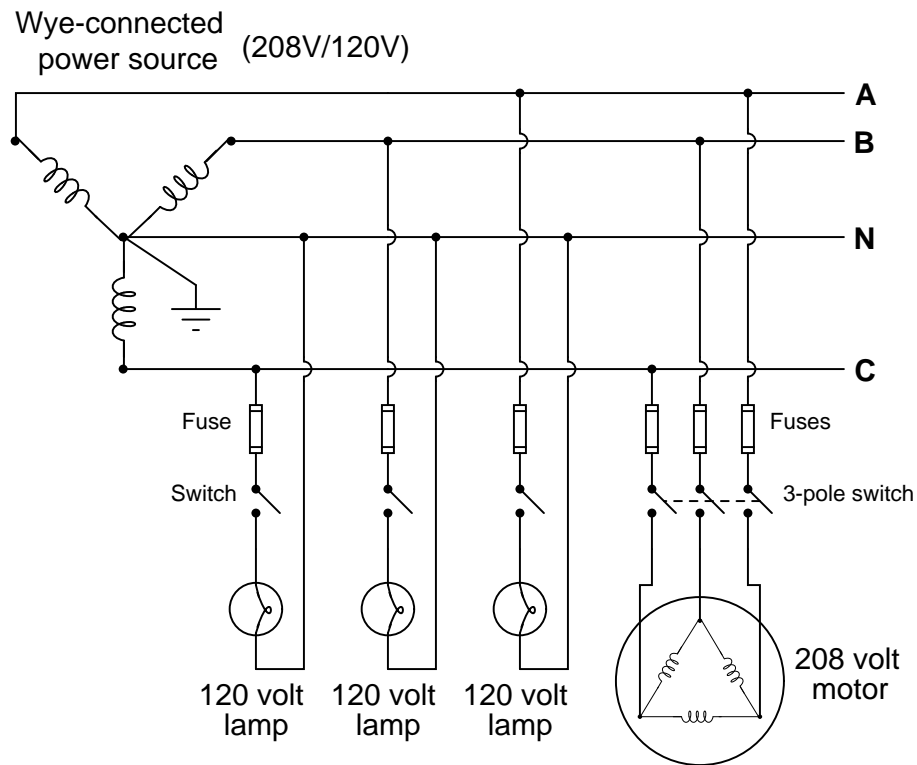 Wye-connected
power source
(208V/120V)
A
B
N
C
Fuse
Fuses
Switch
3-pole switch
120 volt
lamp
120 volt
lamp
120 volt
lamp
208 volt
motor